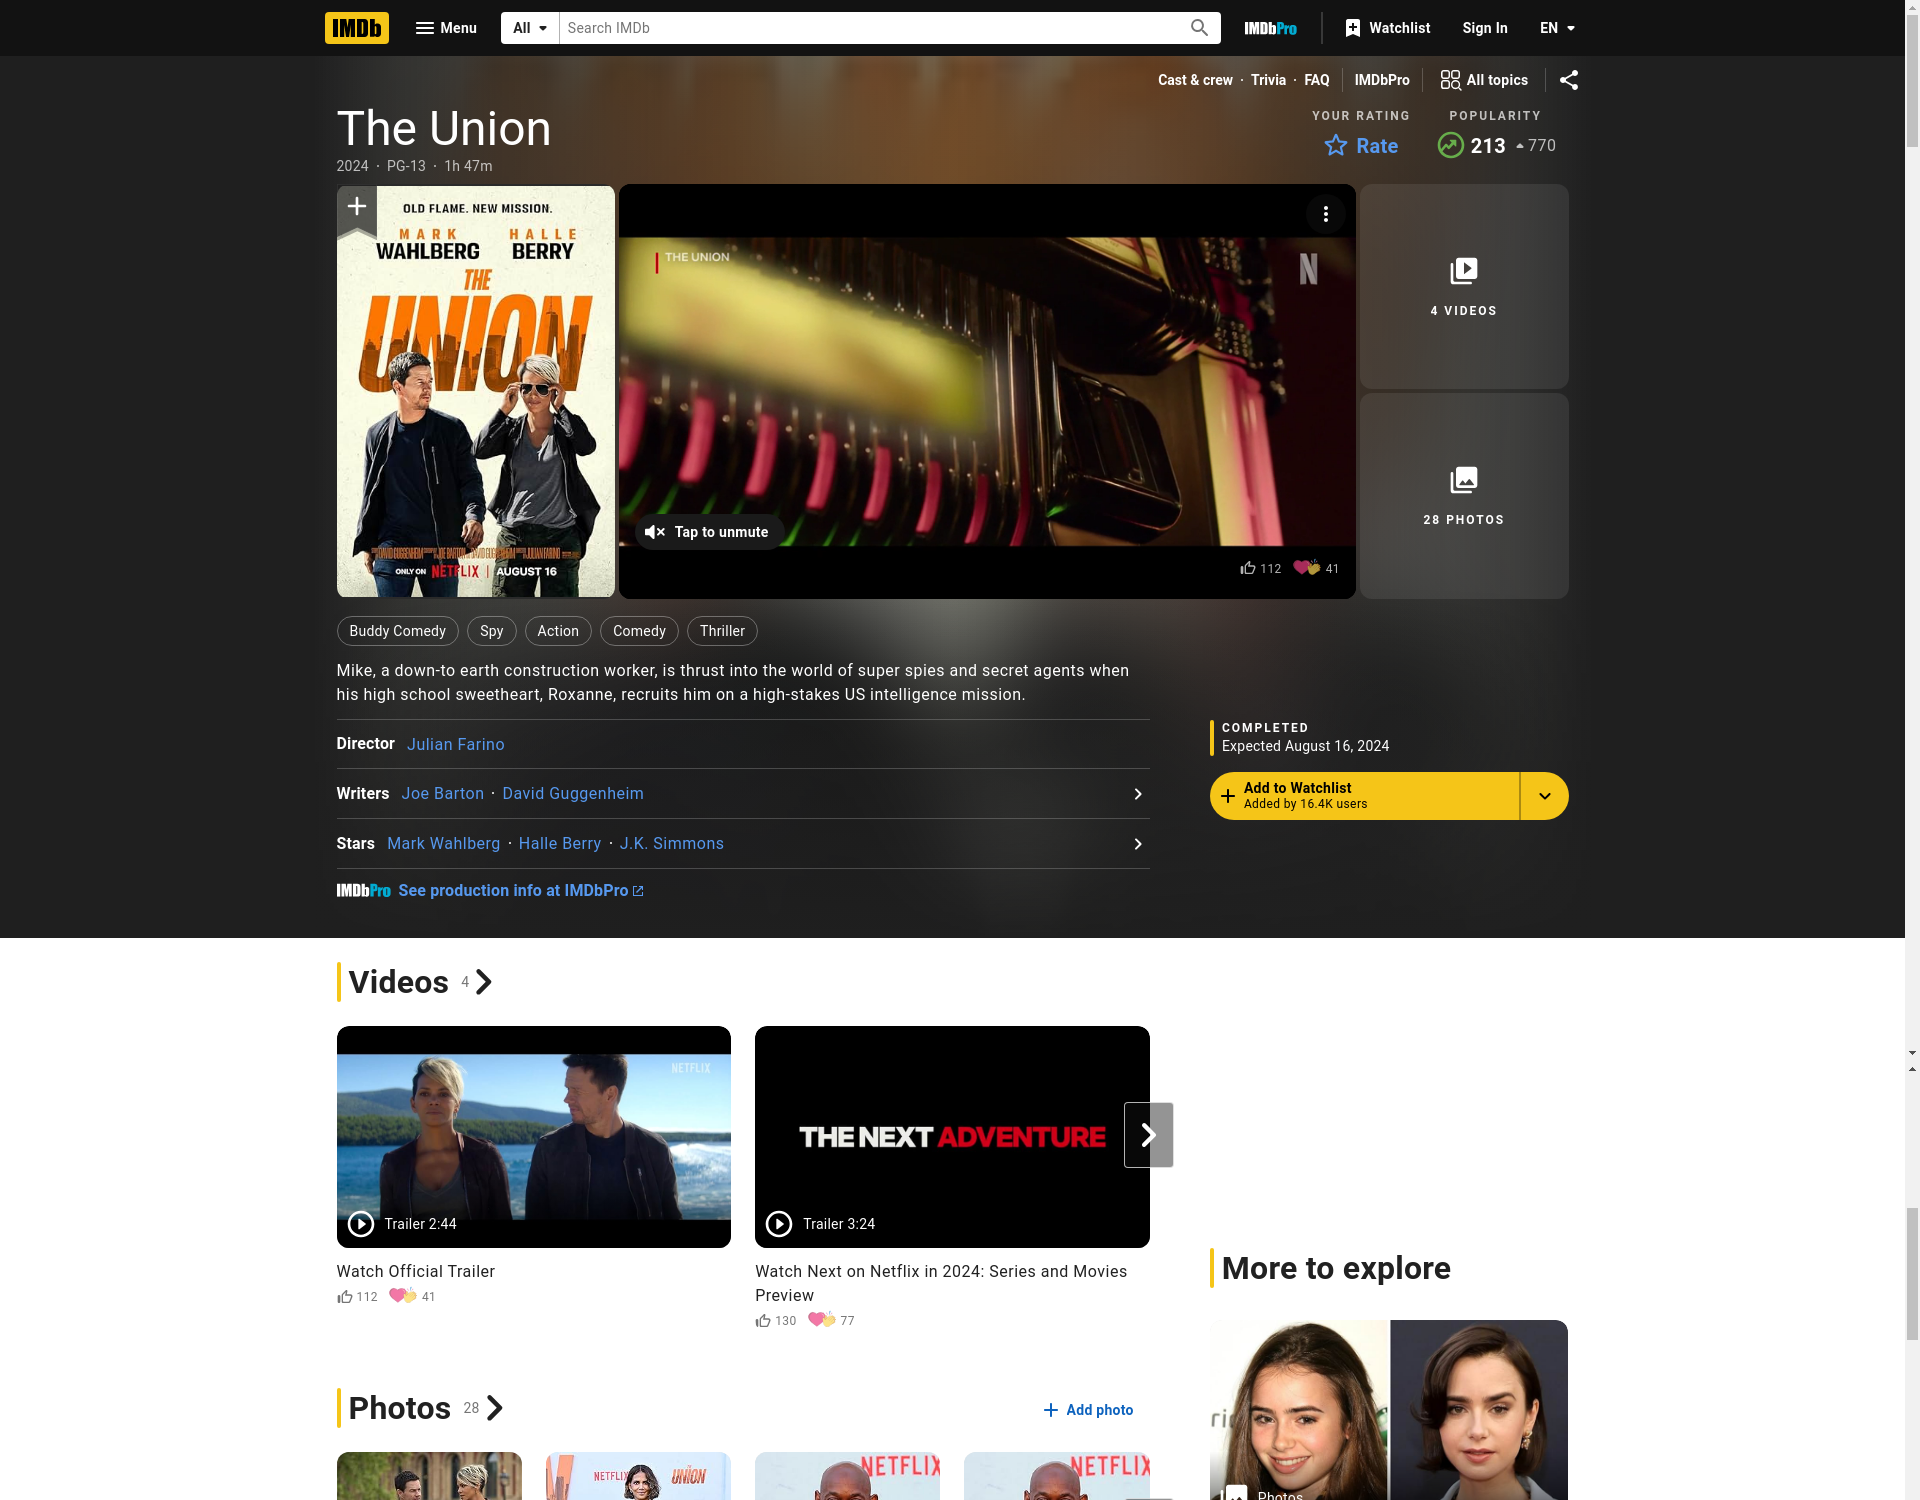 IMDb
Menu
All
Search IMDb
IMDbPro
Watchlist
Sign In
EN
Cast & crew · Trivia · FAQ
IMDbPro
All topics
The Union
2024 · PG-13 · 1h 47m
YOUR RATING
Rate
POPULARITY
213
770
OLD FLAME. NEW MISSION.
MARK WAHLBERG
HALLE BERRY
THE
UNION
ONLY ON NETFLIX | AUGUST 16
THE UNION
N
Tap to unmute
112
41
4 VIDEOS
28 PHOTOS
Buddy Comedy
Spy
Action
Comedy
Thriller
Mike, a down-to earth construction worker, is thrust into the world of super spies and secret agents when
his high school sweetheart, Roxanne, recruits him on a high-stakes US intelligence mission.
Director Julian Farino
Writers Joe Barton · David Guggenheim
Stars Mark Wahlberg · Halle Berry · J.K. Simmons
IMDbPro See production info at IMDbPro
COMPLETED
Expected August 16, 2024
Add to Watchlist
Added by 16.4K users
Videos 4
NETFLIX
Trailer 2:44
Watch Official Trailer
112
41
THE NEXT ADVENTURE
Trailer 3:24
Watch Next on Netflix in 2024: Series and Movies
Preview
130
77
More to explore
Photos 28
Add photo
NETFLIX
UNION
NETFLIX
NETFLIX
Photos